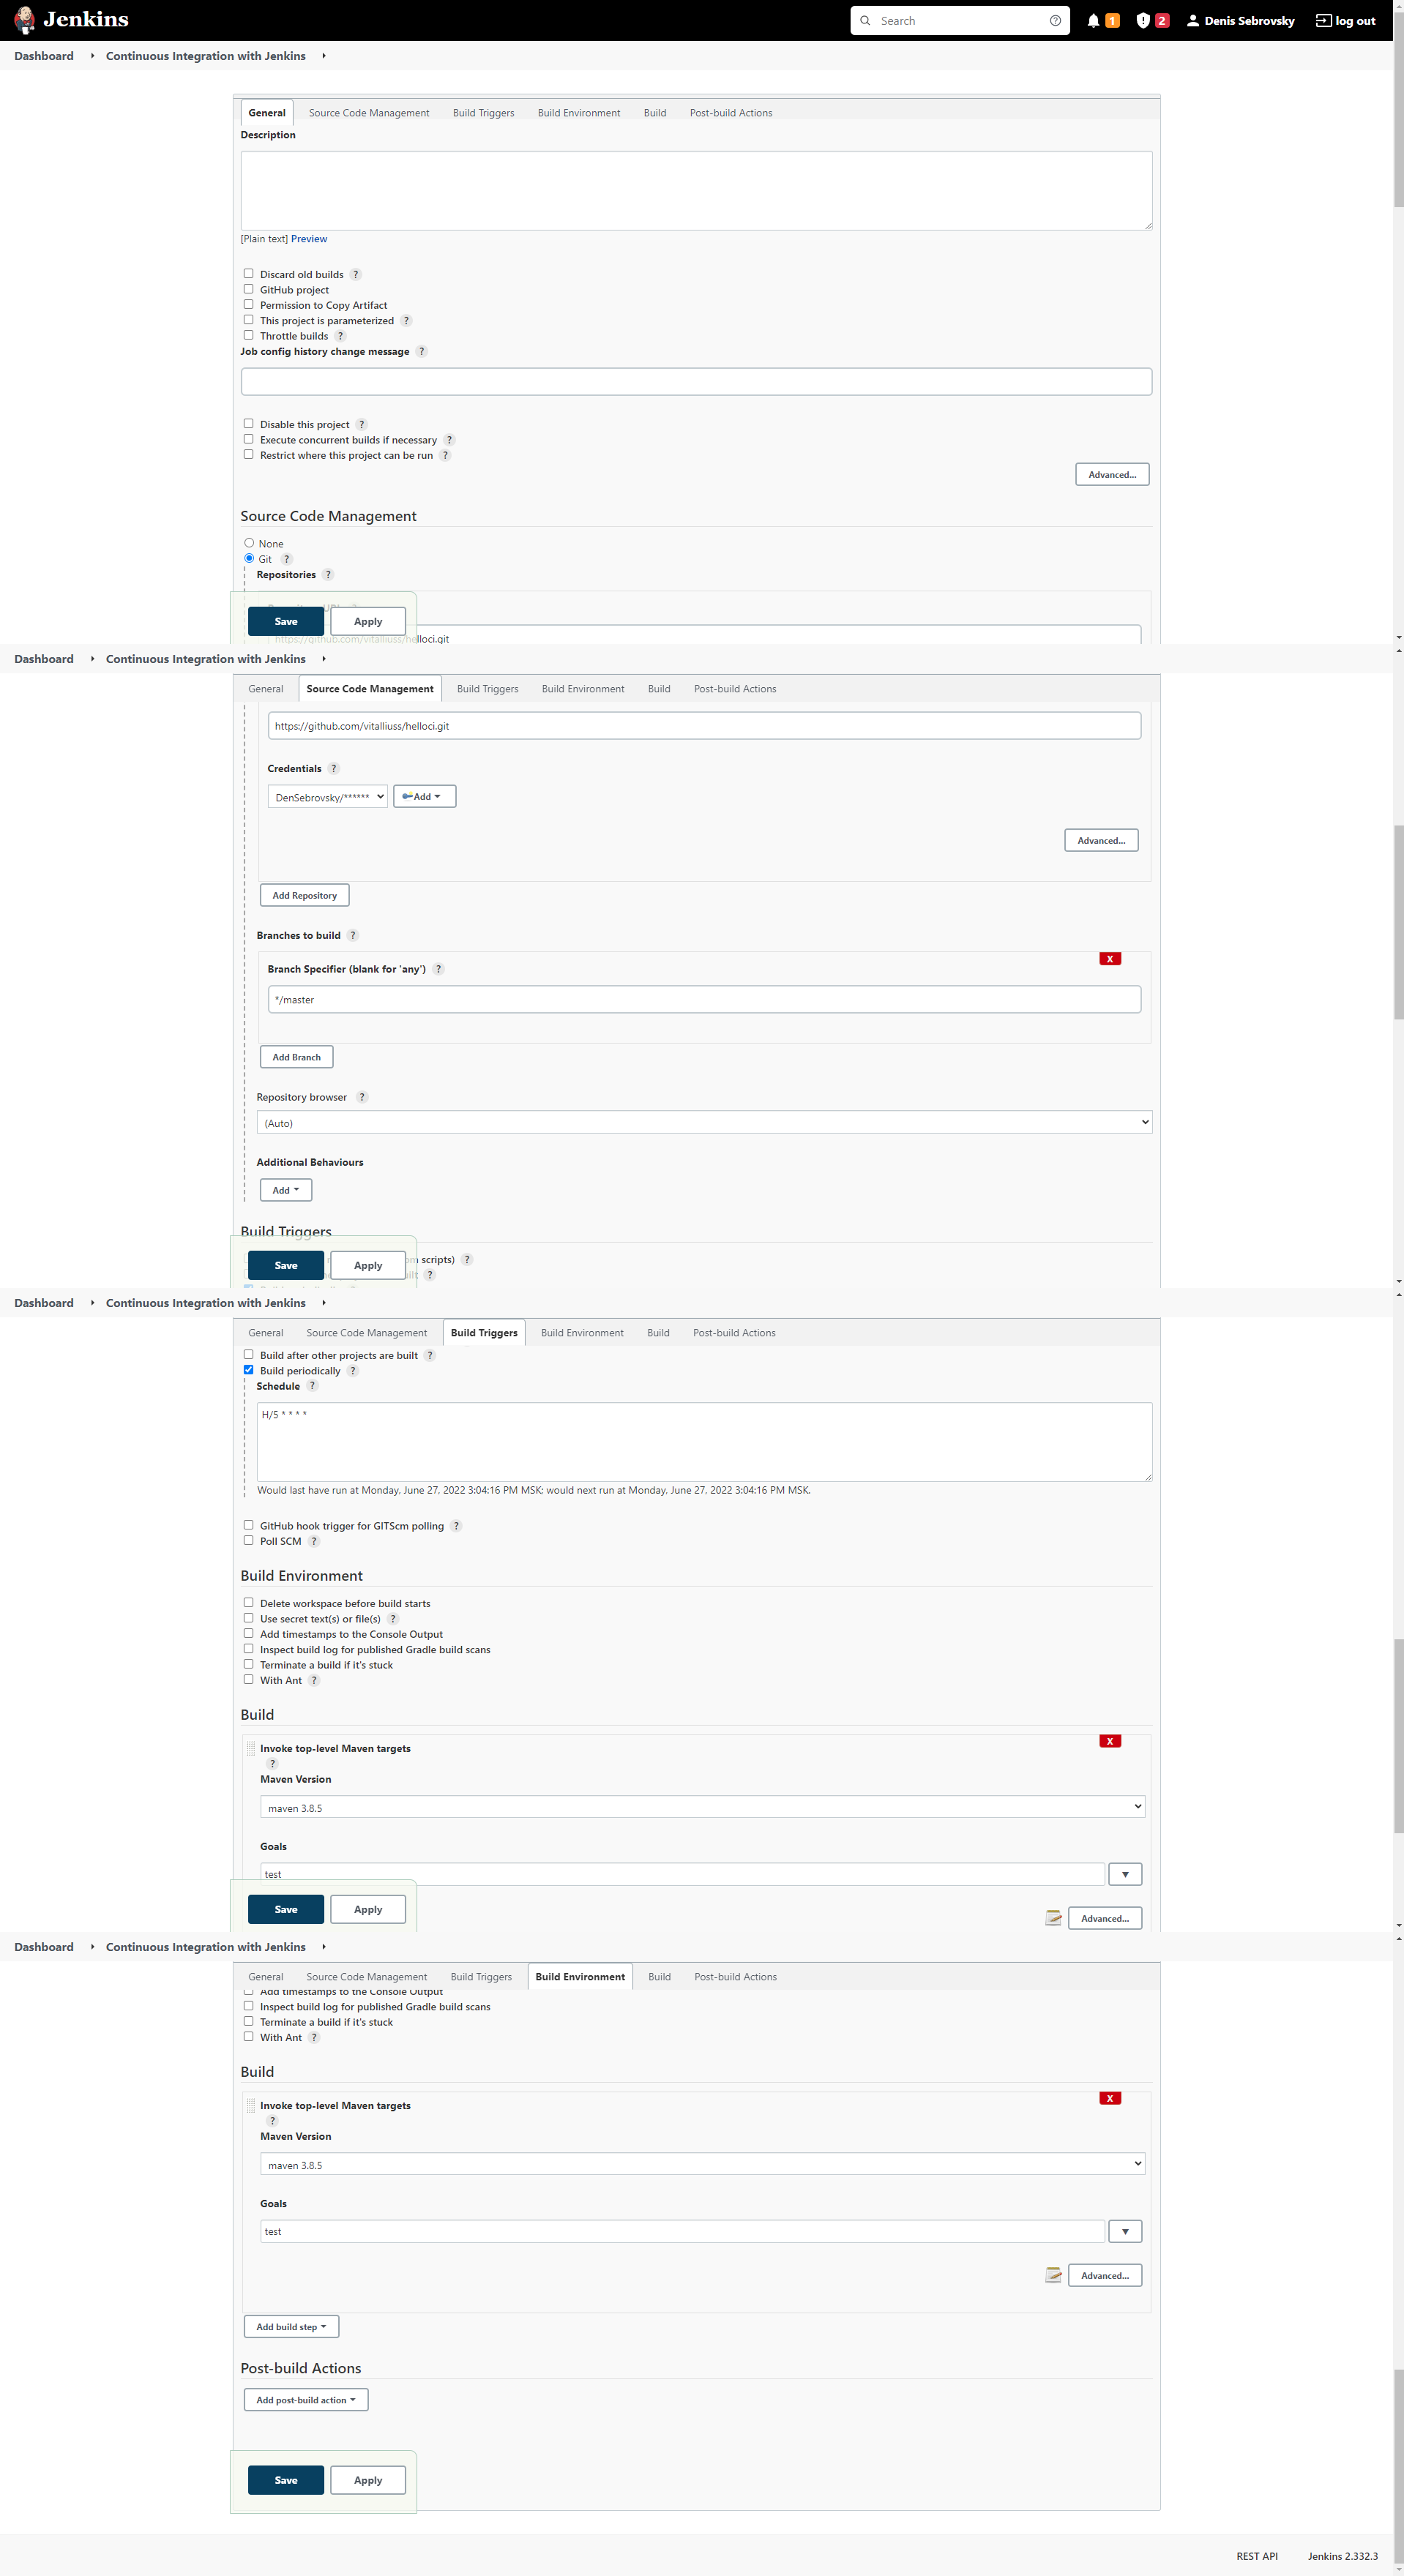 Jenkins
Search
1
2
Denis Sebrovsky
log out
Dashboard
Continuous Integration with Jenkins
General
Source Code Management
Build Triggers
Build Environment
Build
Post-build Actions
Description
[Plain text] Preview
Discard old builds ?
GitHub project
Permission to Copy Artifact
This project is parameterized ?
Throttle builds ?
Job config history change message ?
Disable this project ?
Execute concurrent builds if necessary ?
Restrict where this project can be run ?
Advanced...
Source Code Management
None
Git ?
Repositories ?
Save
Apply
https://github.com/vitalliuss/helloci.git
Dashboard
Continuous Integration with Jenkins
General
Source Code Management
Build Triggers
Build Environment
Build
Post-build Actions
https://github.com/vitalliuss/helloci.git
Credentials ?
DenSebrovsky/******
Add
Advanced...
Add Repository
Branches to build ?
X
Branch Specifier (blank for 'any') ?
*/master
Add Branch
Repository browser ?
(Auto)
Additional Behaviours
Add
Build Triggers
scripts) ?
?
Save
Apply
Dashboard
Continuous Integration with Jenkins
General
Source Code Management
Build Triggers
Build Environment
Build
Post-build Actions
Build after other projects are built ?
Build periodically ?
Schedule ?
H/5 * * * *
Would last have run at Monday, June 27, 2022 3:04:16 PM MSK; would next run at Monday, June 27, 2022 3:04:16 PM MSK.
GitHub hook trigger for GITScm polling ?
Poll SCM ?
Build Environment
Delete workspace before build starts
Use secret text(s) or file(s) ?
Add timestamps to the Console Output
Inspect build log for published Gradle build scans
Terminate a build if it's stuck
With Ant ?
Build
X
Invoke top-level Maven targets
?
Maven Version
maven 3.8.5
Goals
test
Save
Apply
Advanced...
Dashboard
Continuous Integration with Jenkins
General
Source Code Management
Build Triggers
Build Environment
Build
Post-build Actions
Add timestamps to the Console Output
Inspect build log for published Gradle build scans
Terminate a build if it's stuck
With Ant ?
Build
X
Invoke top-level Maven targets
?
Maven Version
maven 3.8.5
Goals
test
Advanced...
Add build step
Post-build Actions
Add post-build action
Save
Apply
REST API
Jenkins 2.332.3